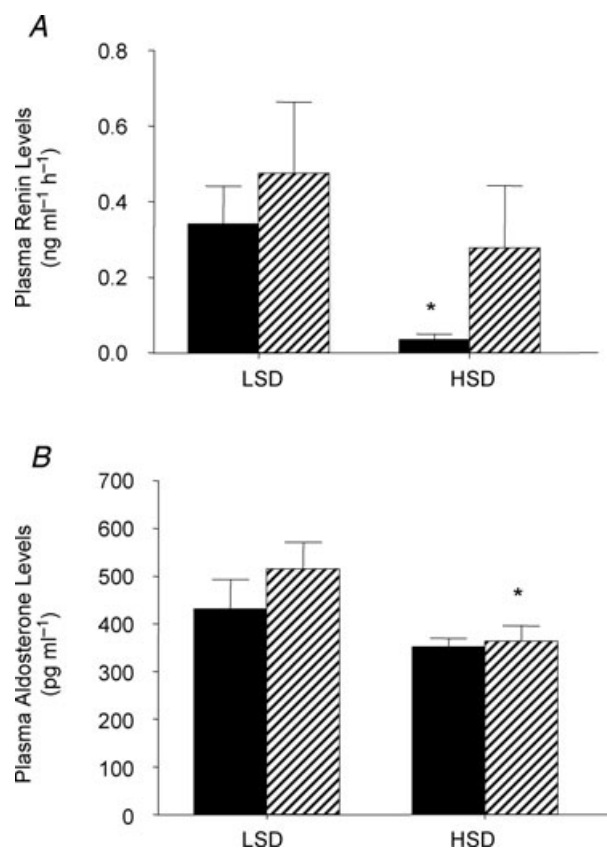 A
Plasma Renin Levels
(ng ml⁻¹ h⁻¹)
0.8
0.6
0.4
0.2
0.0
*
LSD HSD
B
Plasma Aldosterone Levels
(pg ml⁻¹)
700
600
500
400
300
200
100
0
*
LSD HSD